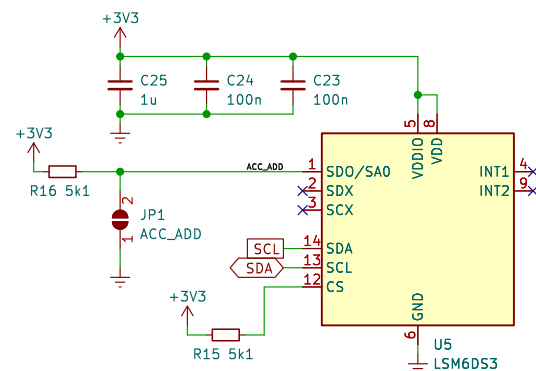 +3V3
C25
1u
C24
100n
C23
100n
+3V3
R16 5k1
ACC_ADD
2
JP1
1
ACC_ADD
5
8
VDDIO
VDD
1
SDO/SA0
2
SDX
3
SCX
INT1
4
INT2
9
SCL
14
SDA
SDA
13
SCL
12
CS
+3V3
R15 5k1
GND
6
U5
LSM6DS3